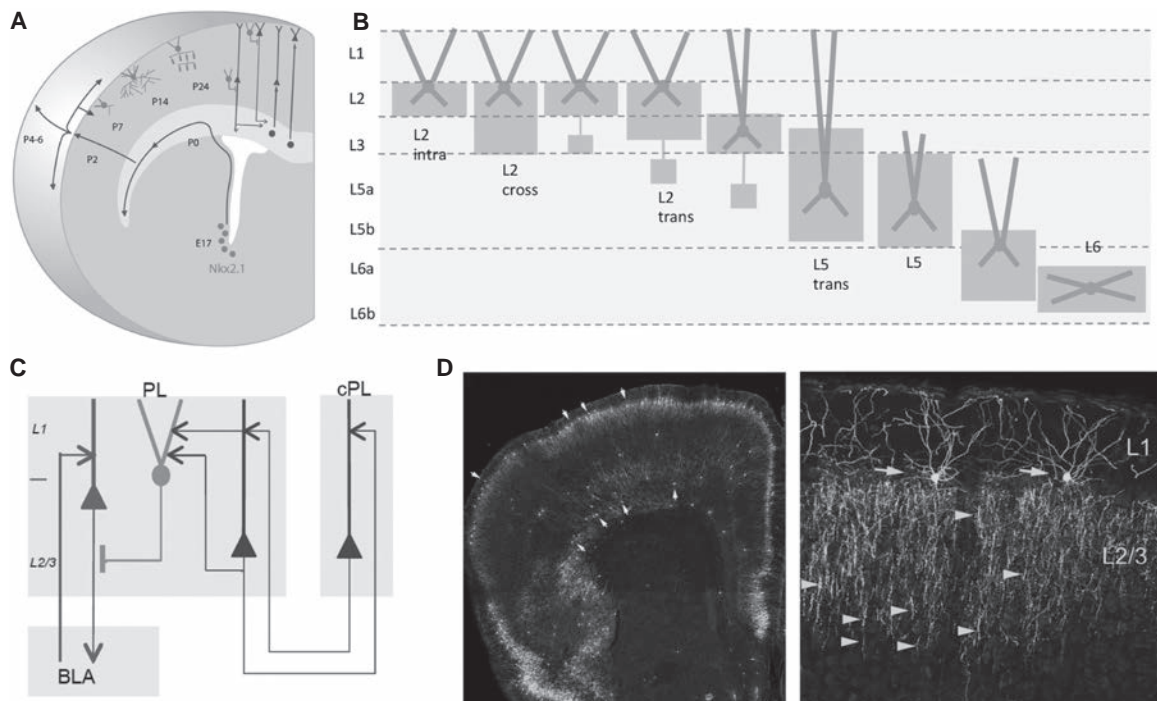 A
P4-6
P2
P7
P14
P24
P0
E17
Nkx2.1
B
L1
L2
L3
L5a
L5b
L6a
L6b
L2
intra
L2
cross
L2
trans
L5
trans
L5
L6
C
PL
cPL
L1
L2/3
BLA
D
L1
L2/3